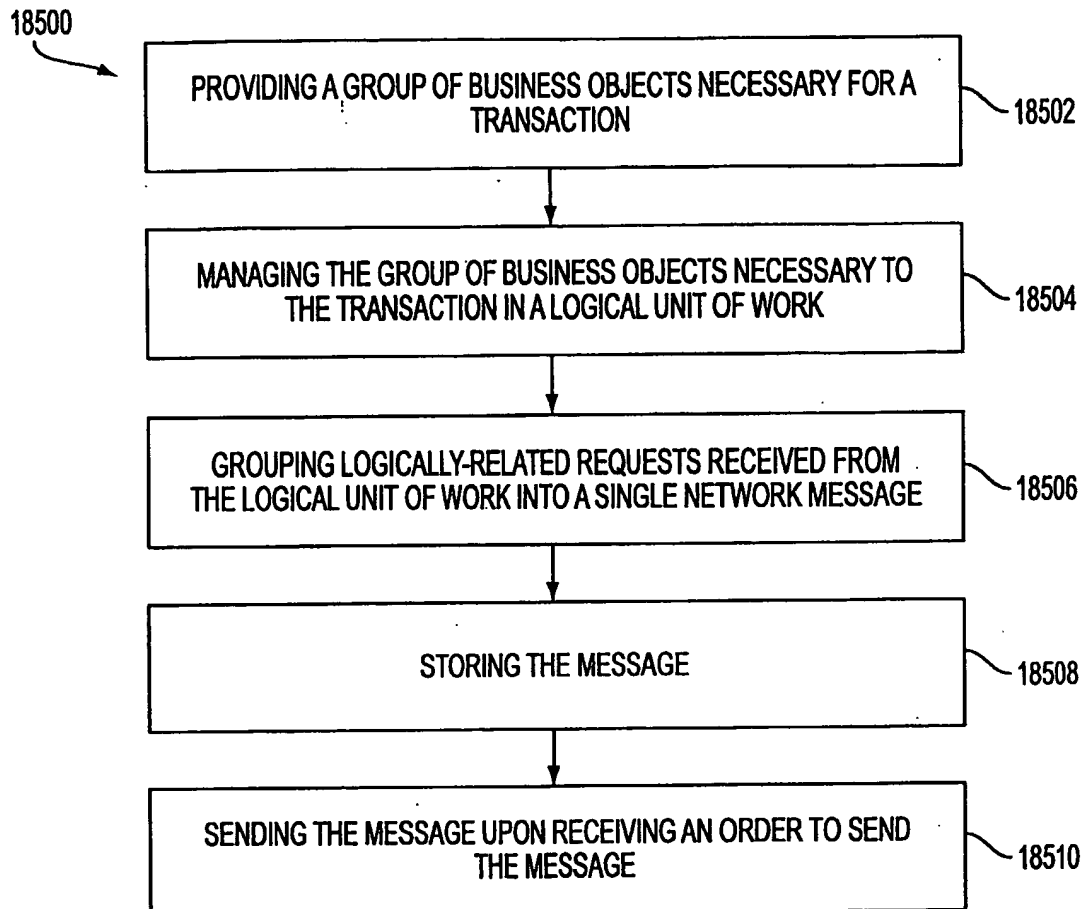 18500
PROVIDING A GROUP OF BUSINESS OBJECTS NECESSARY FOR A
TRANSACTION
18502
MANAGING THE GROUP OF BUSINESS OBJECTS NECESSARY TO
THE TRANSACTION IN A LOGICAL UNIT OF WORK
18504
GROUPING LOGICALLY-RELATED REQUESTS RECEIVED FROM
THE LOGICAL UNIT OF WORK INTO A SINGLE NETWORK MESSAGE
18506
STORING THE MESSAGE
18508
SENDING THE MESSAGE UPON RECEIVING AN ORDER TO SEND
THE MESSAGE
18510